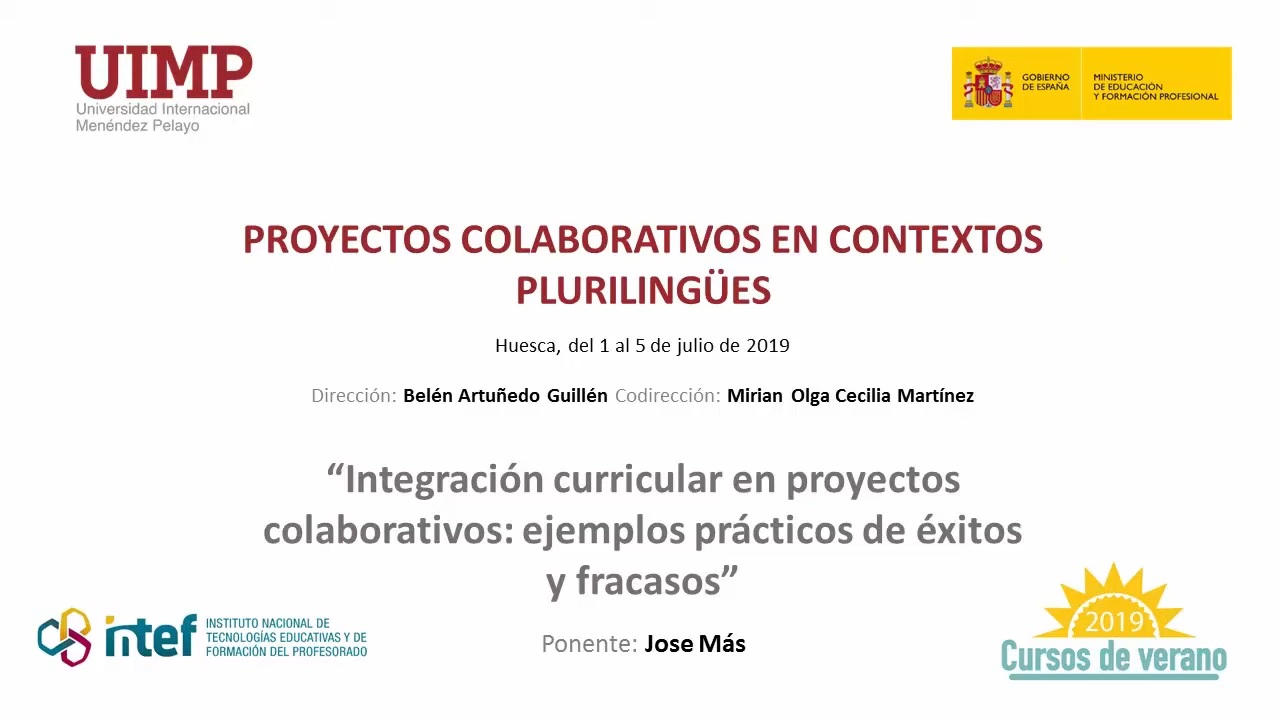 UIMP
Universidad Internacional
Menéndez Pelayo
GOBIERNO
DE ESPAÑA
MINISTERIO
DE EDUCACIÓN
Y FORMACIÓN PROFESIONAL
PROYECTOS COLABORATIVOS EN CONTEXTOS
PLURILINGÜES
Huesca, del 1 al 5 de julio de 2019
Dirección: Belén Artuñedo Guillén Codirección: Mirian Olga Cecilia Martínez
“Integración curricular en proyectos
colaborativos: ejemplos prácticos de éxitos
y fracasos”
Ponente: Jose Más
intef
INSTITUTO NACIONAL DE
TECNOLOGÍAS EDUCATIVAS Y DE
FORMACIÓN DEL PROFESORADO
2019
Cursos de verano